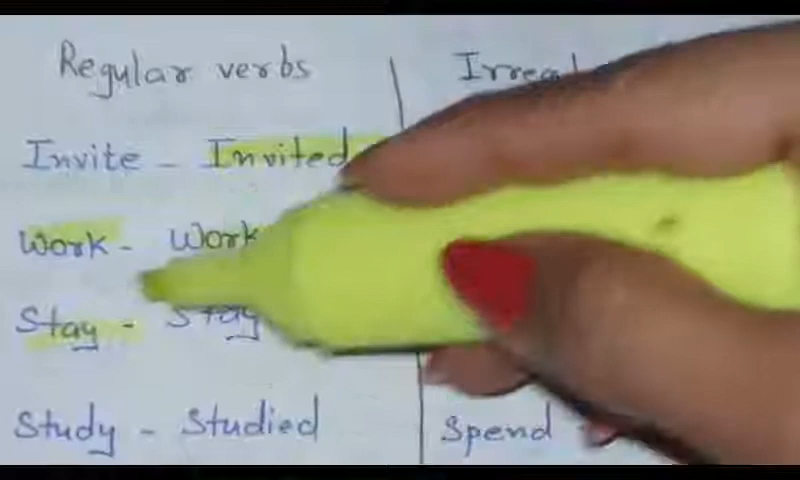 Regular verbs
Invite - Invited
Work - Work
Stay - Stay
Study - Studied
Spend